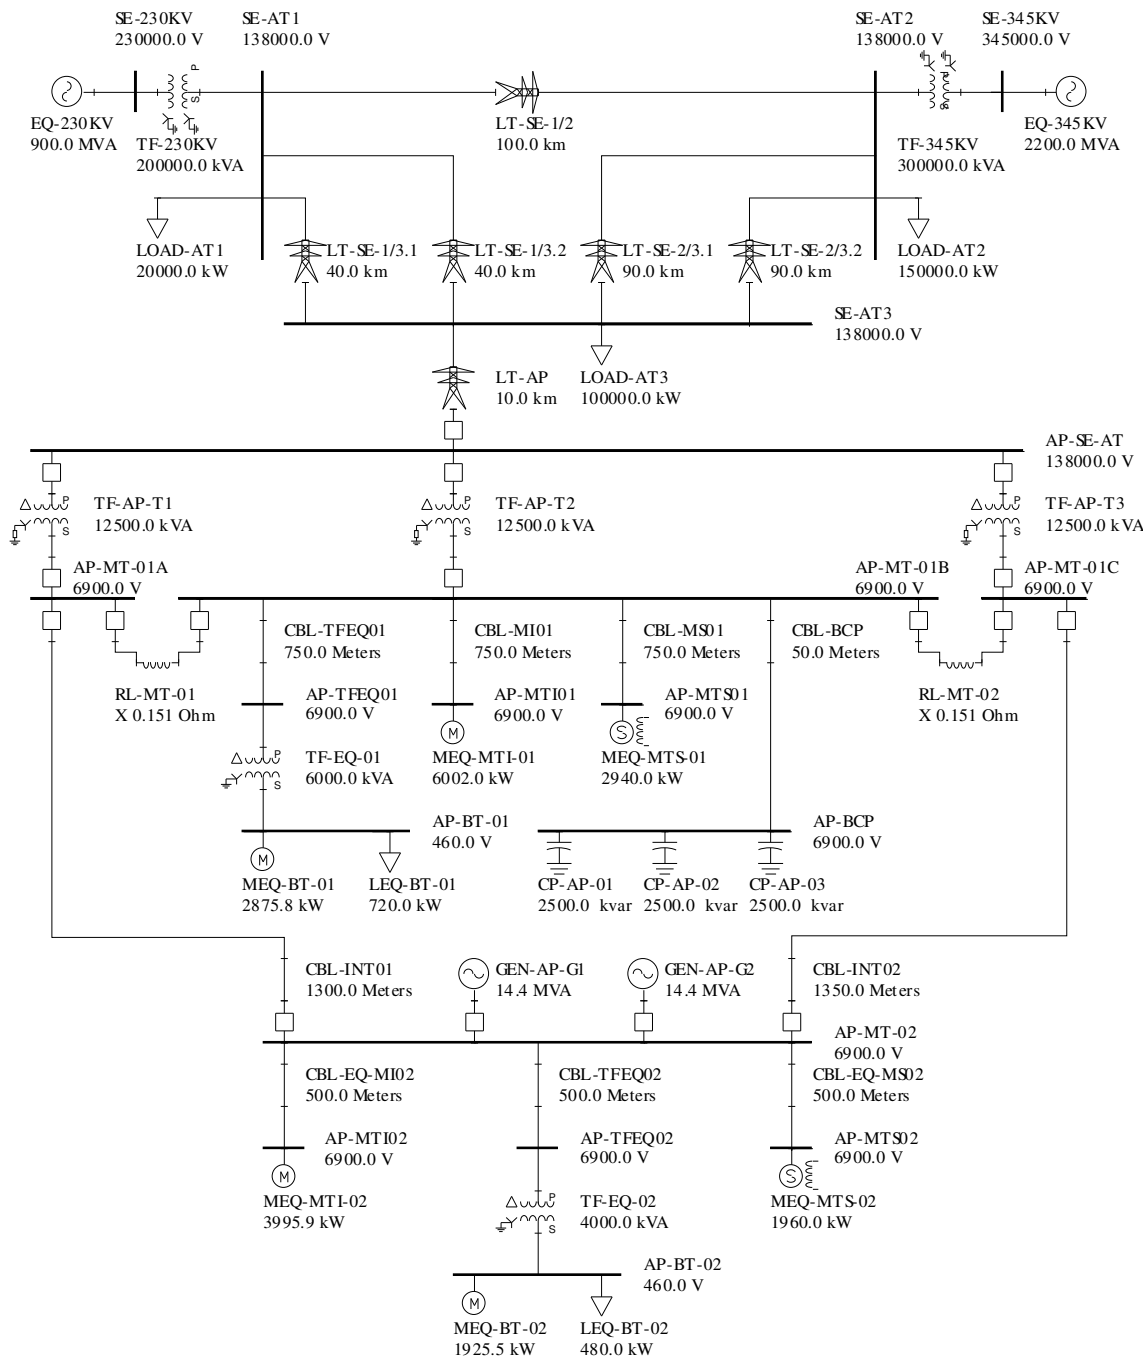 SE-230KV
230000.0 V
SE-AT1
138000.0 V
SE-AT2
138000.0 V
SE-345KV
345000.0 V
P
S
P
S
EQ-230KV
900.0 MVA
TF-230KV
200000.0 kVA
LT-SE-1/2
100.0 km
TF-345KV
300000.0 kVA
EQ-345KV
2200.0 MVA
LOAD-AT1
20000.0 kW
LT-SE-1/3.1
40.0 km
LT-SE-1/3.2
40.0 km
LT-SE-2/3.1
90.0 km
LT-SE-2/3.2
90.0 km
LOAD-AT2
150000.0 kW
SE-AT3
138000.0 V
LT-AP
10.0 km
LOAD-AT3
100000.0 kW
AP-SE-AT
138000.0 V
P
S
TF-AP-T1
12500.0 kVA
P
S
TF-AP-T2
12500.0 kVA
P
S
TF-AP-T3
12500.0 kVA
AP-MT-01A
6900.0 V
AP-MT-01B
6900.0 V
AP-MT-01C
6900.0 V
CBL-TFEQ01
750.0 Meters
CBL-MI01
750.0 Meters
CBL-MS01
750.0 Meters
CBL-BCP
50.0 Meters
RL-MT-01
X 0.151 Ohm
AP-TFEQ01
6900.0 V
AP-MTI01
6900.0 V
AP-MTS01
6900.0 V
RL-MT-02
X 0.151 Ohm
P
S
TF-EQ-01
6000.0 kVA
M
MEQ-MTI-01
6002.0 kW
S
MEQ-MTS-01
2940.0 kW
AP-BT-01
460.0 V
AP-BCP
6900.0 V
M
MEQ-BT-01
2875.8 kW
LEQ-BT-01
720.0 kW
CP-AP-01
2500.0 kvar
CP-AP-02
2500.0 kvar
CP-AP-03
2500.0 kvar
CBL-INT01
1300.0 Meters
GEN-AP-G1
14.4 MVA
GEN-AP-G2
14.4 MVA
CBL-INT02
1350.0 Meters
AP-MT-02
6900.0 V
CBL-EQ-MI02
500.0 Meters
CBL-TFEQ02
500.0 Meters
CBL-EQ-MS02
500.0 Meters
AP-MTI02
6900.0 V
AP-TFEQ02
6900.0 V
AP-MTS02
6900.0 V
M
MEQ-MTI-02
3995.9 kW
P
S
TF-EQ-02
4000.0 kVA
S
MEQ-MTS-02
1960.0 kW
AP-BT-02
460.0 V
M
MEQ-BT-02
1925.5 kW
LEQ-BT-02
480.0 kW